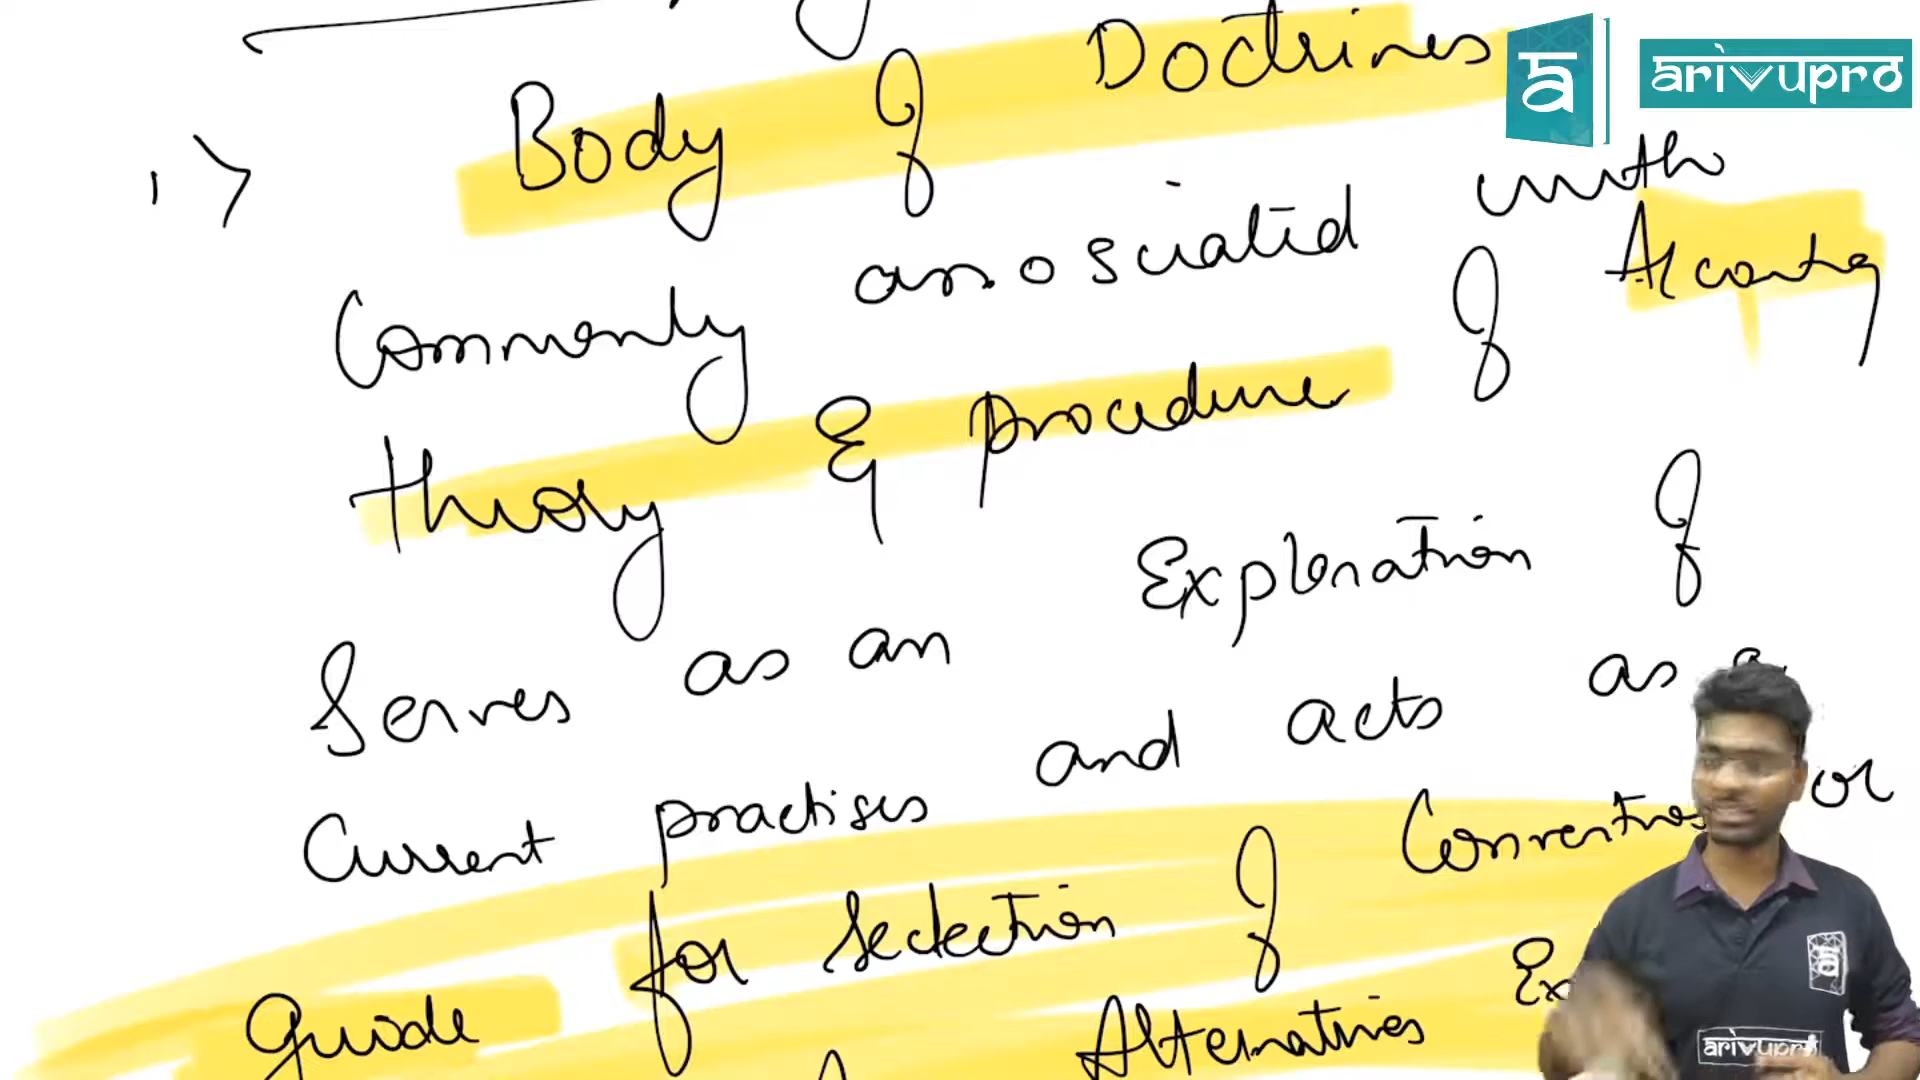 ā arivupro
Body of Doctrines
1>
Commonly associated with
theory & procedure of Accounting
Serves as an Explanation of
Current practises and acts as a
guide for selection of Conventions or
Alternatives
ā
arivupro